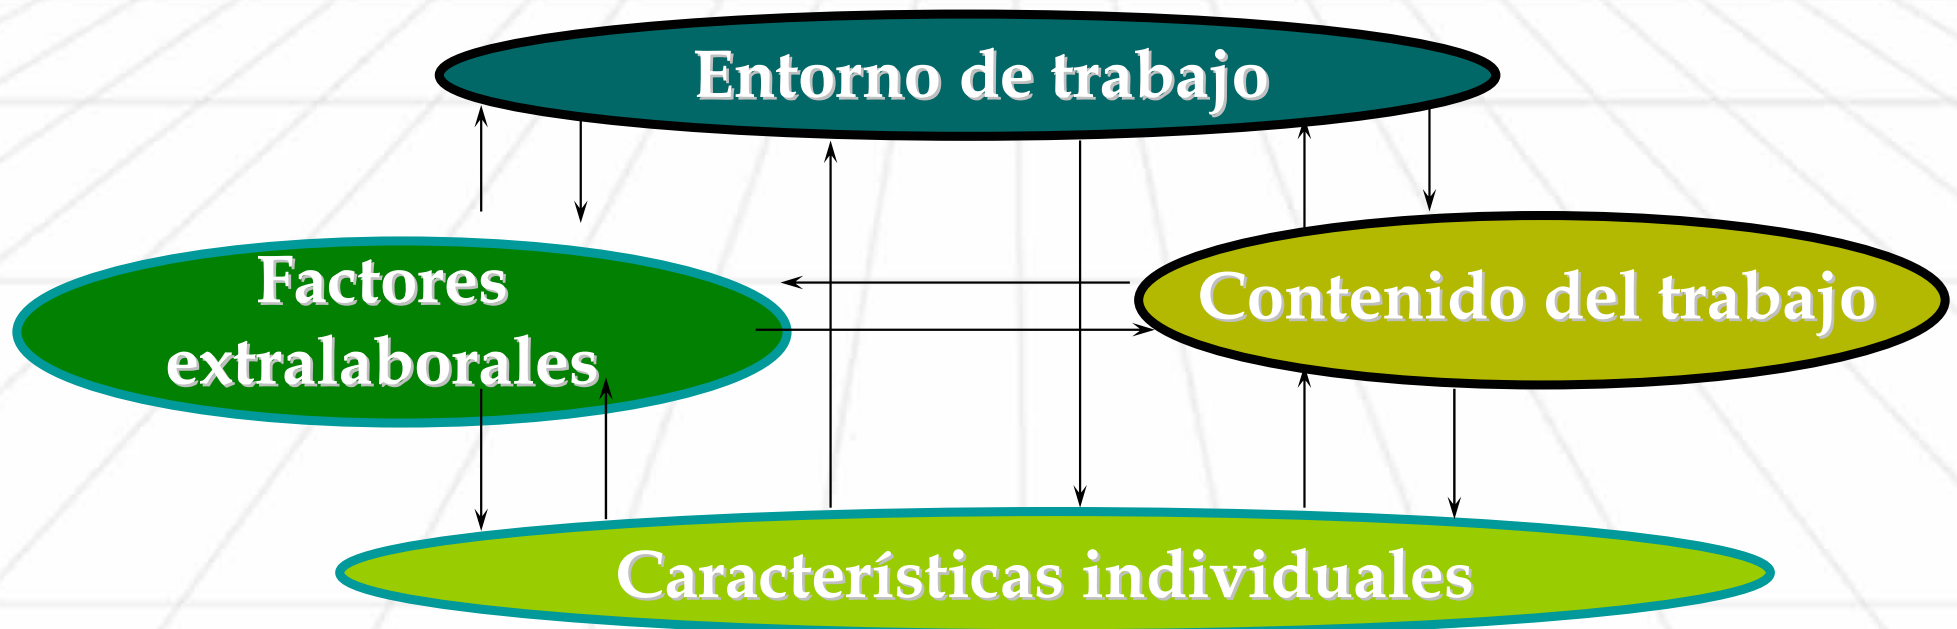 Entorno de trabajo
Factores
extralaborales
Contenido del trabajo
Características individuales